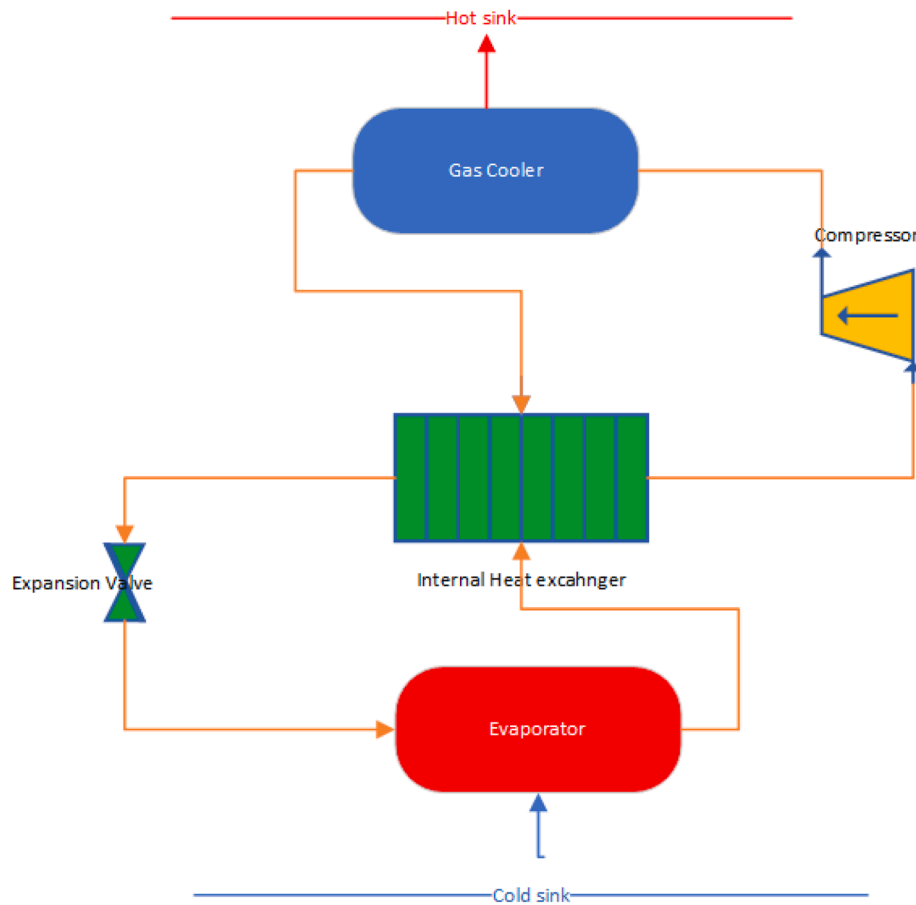 Hot sink
Gas Cooler
Compressor
Expansion Valve
Internal Heat excahnger
Evaporator
Cold sink